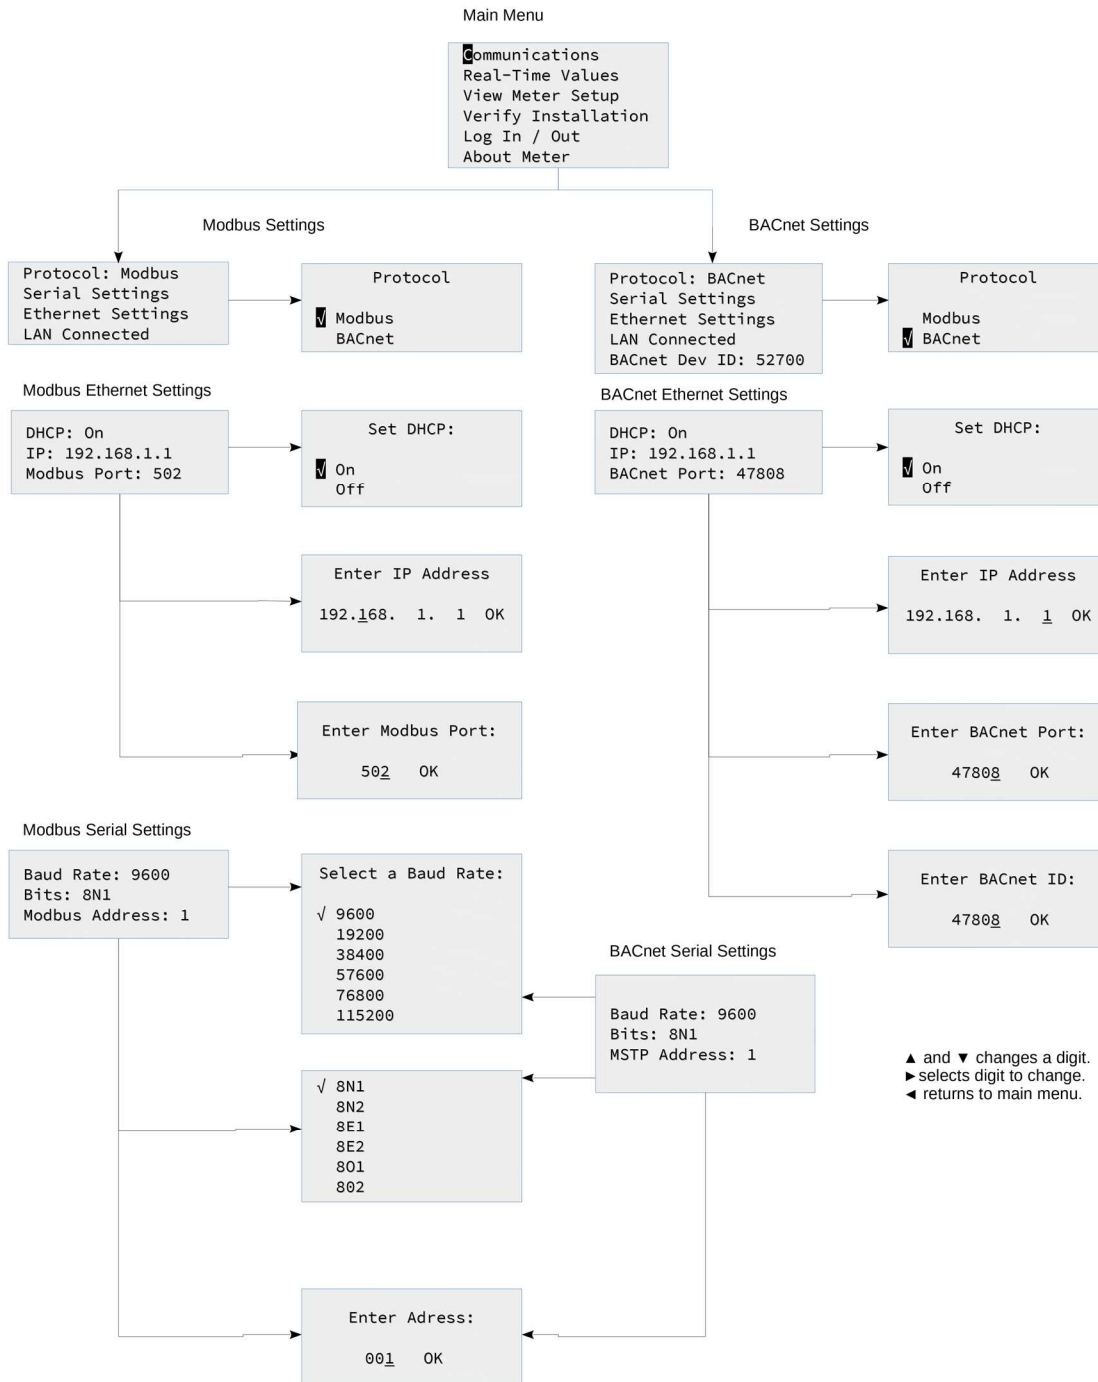 Main Menu
Communications
Real-Time Values
View Meter Setup
Verify Installation
Log In / Out
About Meter
Modbus Settings
Protocol: Modbus
Serial Settings
Ethernet Settings
LAN Connected
Protocol
√ Modbus
BACnet
BACnet Settings
Protocol: BACnet
Serial Settings
Ethernet Settings
LAN Connected
BACnet Dev ID: 52700
Protocol
Modbus
√ BACnet
Modbus Ethernet Settings
DHCP: On
IP: 192.168.1.1
Modbus Port: 502
Set DHCP:
√ On
Off
Enter IP Address
192.168. 1. 1 OK
Enter Modbus Port:
502 OK
BACnet Ethernet Settings
DHCP: On
IP: 192.168.1.1
BACnet Port: 47808
Set DHCP:
√ On
Off
Enter IP Address
192.168. 1. 1 OK
Enter BACnet Port:
47808 OK
Enter BACnet ID:
47808 OK
Modbus Serial Settings
Baud Rate: 9600
Bits: 8N1
Modbus Address: 1
Select a Baud Rate:
√ 9600
19200
38400
57600
76800
115200
√ 8N1
8N2
8E1
8E2
8O1
8O2
Enter Adress:
001 OK
BACnet Serial Settings
Baud Rate: 9600
Bits: 8N1
MSTP Address: 1
▲ and ▼ changes a digit.
► selects digit to change.
◄ returns to main menu.